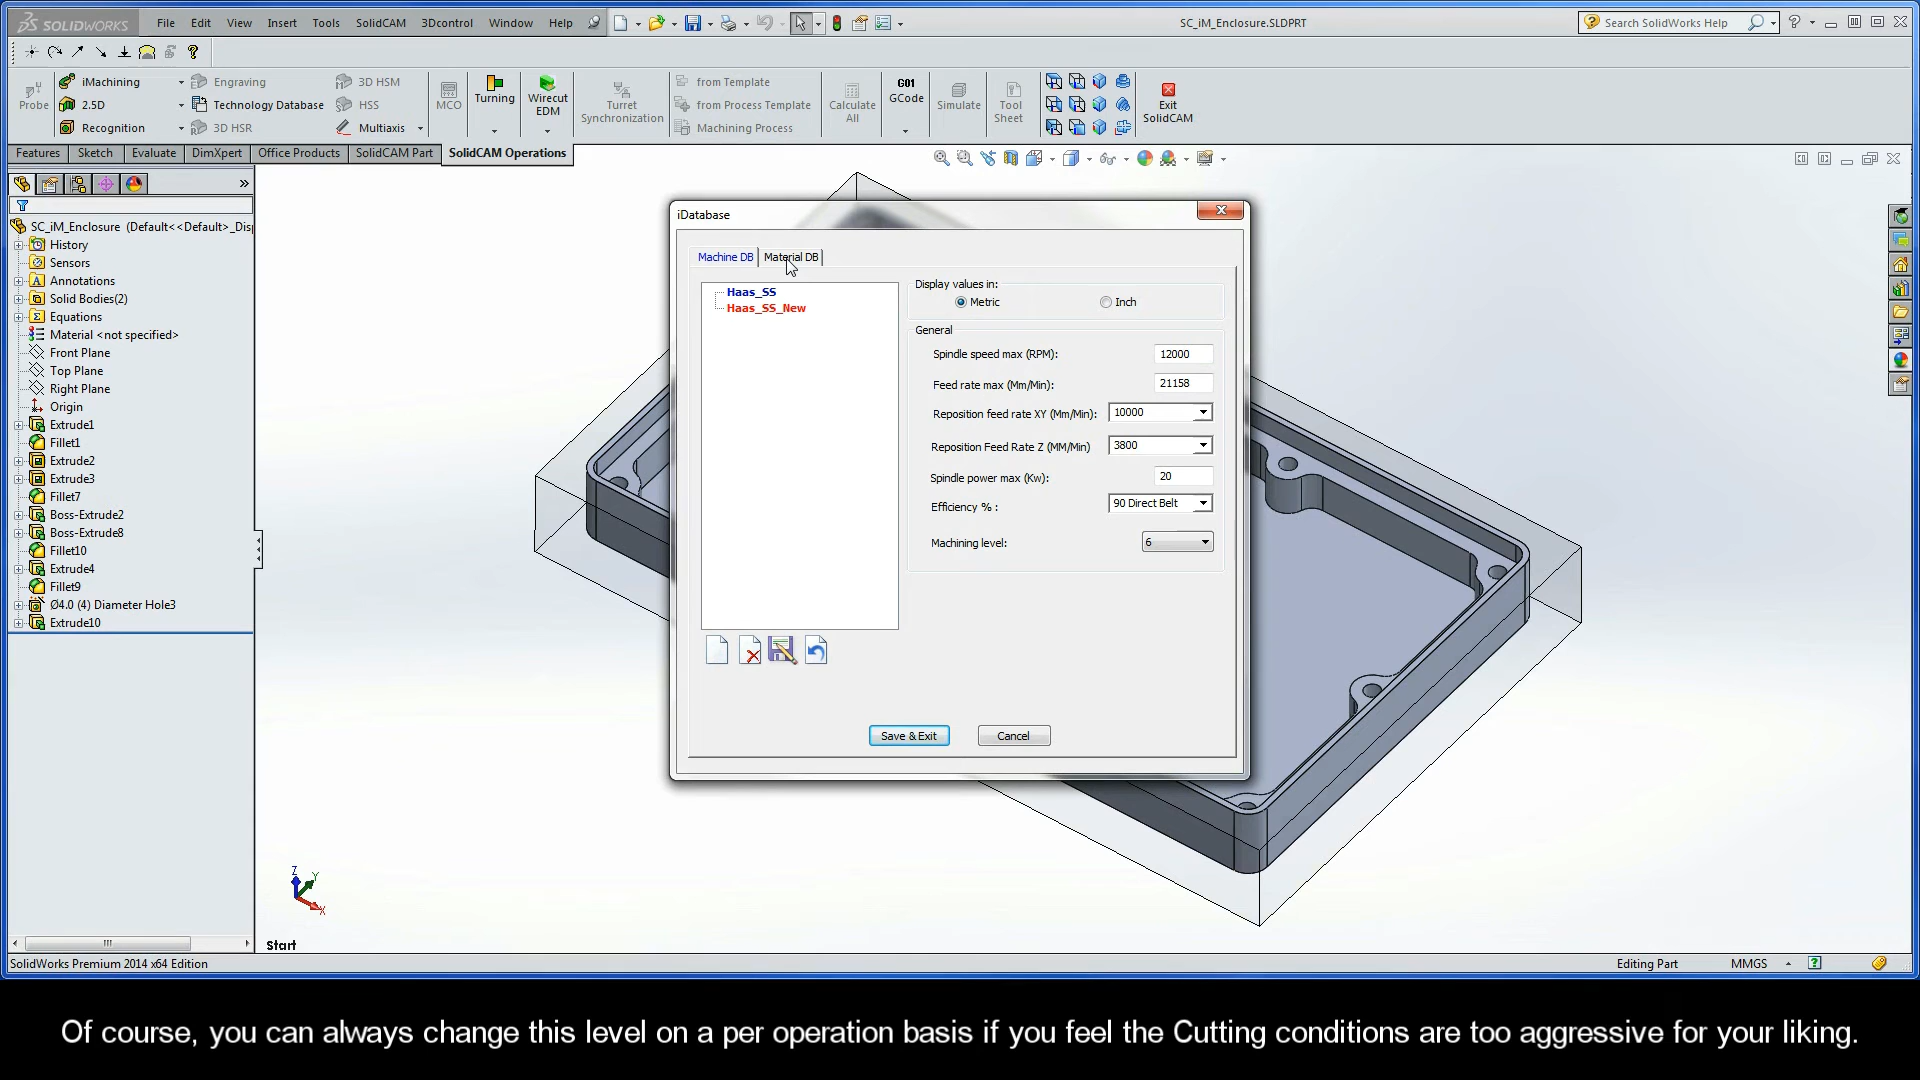 SOLIDWORKS File Edit View Insert Tools SolidCAM 3Dcontrol Window Help SC_iM_Enclosure.SLDPRT Search SolidWorks Help
Probe iMachining 2.5D Recognition
Engraving Technology Database 3D HSR
3D HSM HSS Multiaxis
MCO
Turning
Wirecut EDM
Turret Synchronization
from Template
from Process Template
Machining Process
Calculate All
G01 GCode
Simulate
Tool Sheet
Exit SolidCAM
Features Sketch Evaluate DimXpert Office Products SolidCAM Part SolidCAM Operations
SC_iM_Enclosure (Default<<Default>_Disp
History
Sensors
Annotations
Solid Bodies(2)
Equations
Material <not specified>
Front Plane
Top Plane
Right Plane
Origin
Extrude1
Fillet1
Extrude2
Extrude3
Fillet7
Boss-Extrude2
Boss-Extrude8
Fillet10
Extrude4
Fillet9
Ø4.0 (4) Diameter Hole3
Extrude10
iDatabase
Machine DB Material DB
Haas_SS
Haas_SS_New
Display values in:
Metric Inch
General
Spindle speed max (RPM): 12000
Feed rate max (Mm/Min): 21158
Reposition feed rate XY (Mm/Min): 10000
Reposition Feed Rate Z (MM/Min) 3800
Spindle power max (Kw): 20
Efficiency % : 90 Direct Belt
Machining level: 6
Save & Exit Cancel
Z Y X
Start
SolidWorks Premium 2014 x64 Edition Editing Part MMGS
Of course, you can always change this level on a per operation basis if you feel the Cutting conditions are too aggressive for your liking.